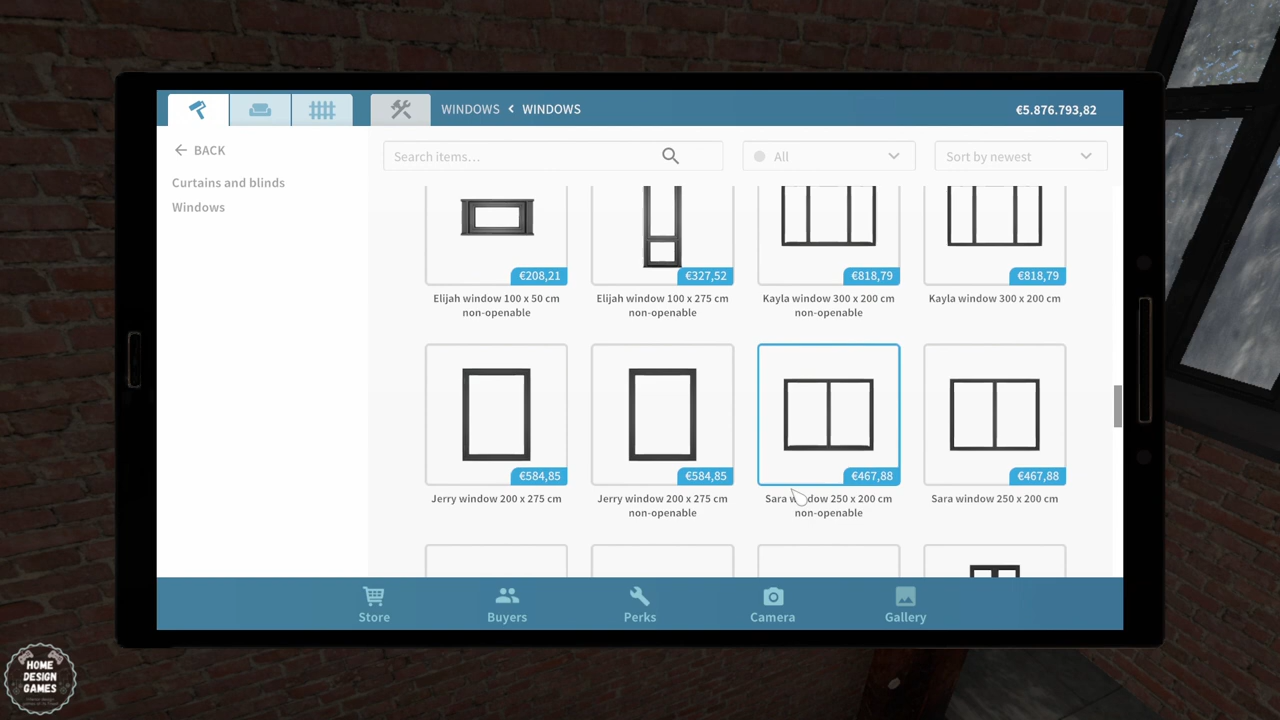 WINDOWS < WINDOWS
€5.876.793,82
BACK
Search items...
All
Sort by newest
Curtains and blinds
Windows
€208,21
€327,52
€818,79
€818,79
Elijah window 100 x 50 cm
non-openable
Elijah window 100 x 275 cm
non-openable
Kayla window 300 x 200 cm
non-openable
Kayla window 300 x 200 cm
€584,85
€584,85
€467,88
€467,88
Jerry window 200 x 275 cm
Jerry window 200 x 275 cm
non-openable
Sara window 250 x 200 cm
non-openable
Sara window 250 x 200 cm
Store
Buyers
Perks
Camera
Gallery
HOME
DESIGN
GAMES